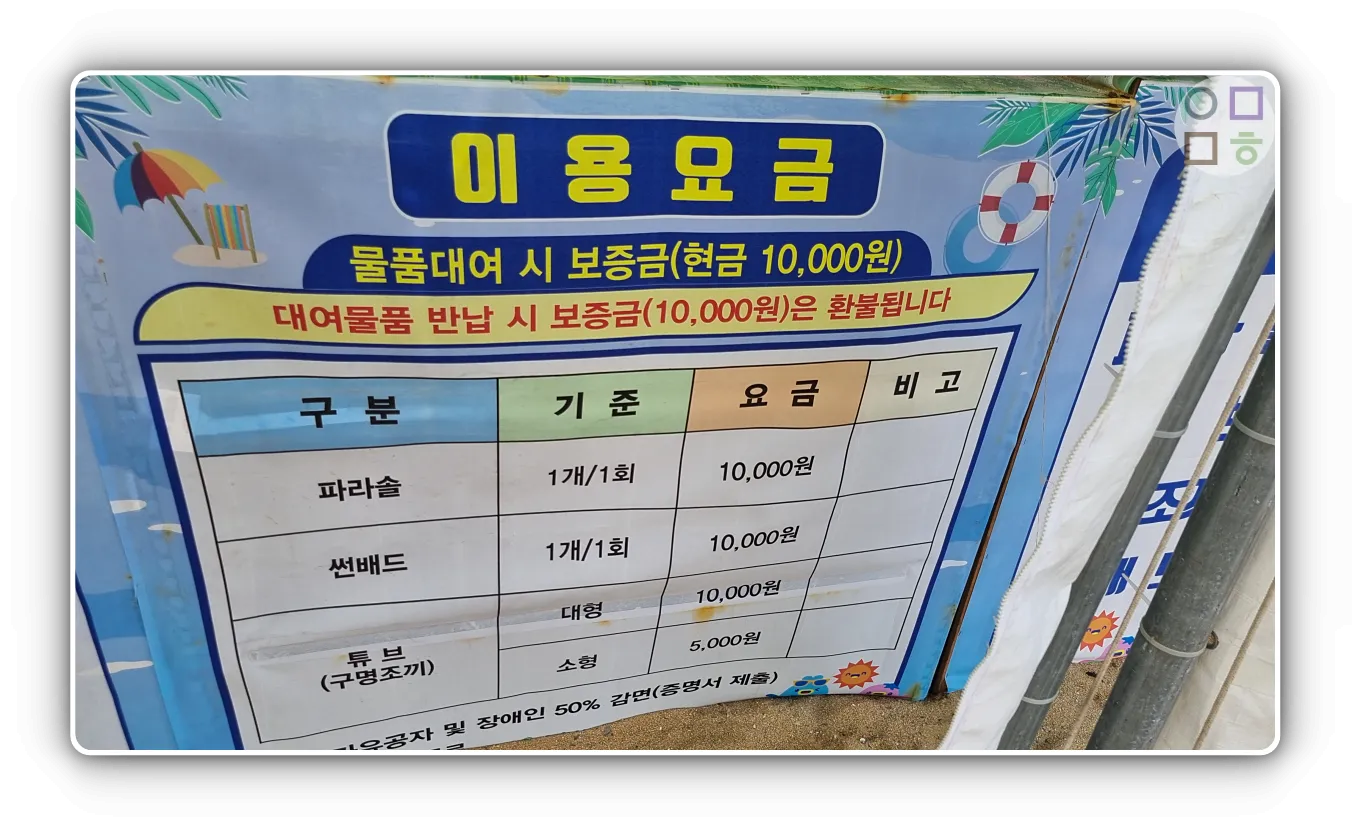 이용요금
물품대여 시 보증금(현금 10,000원)
대여물품 반납 시 보증금(10,000원)은 환불됩니다
구 분 기 준 요 금 비 고
파라솔 1개/1회 10,000원
썬배드 1개/1회 10,000원
튜 브
(구명조끼)
대형 10,000원
소형 5,000원
유공자 및 장애인 50% 감면(증명서 제출)